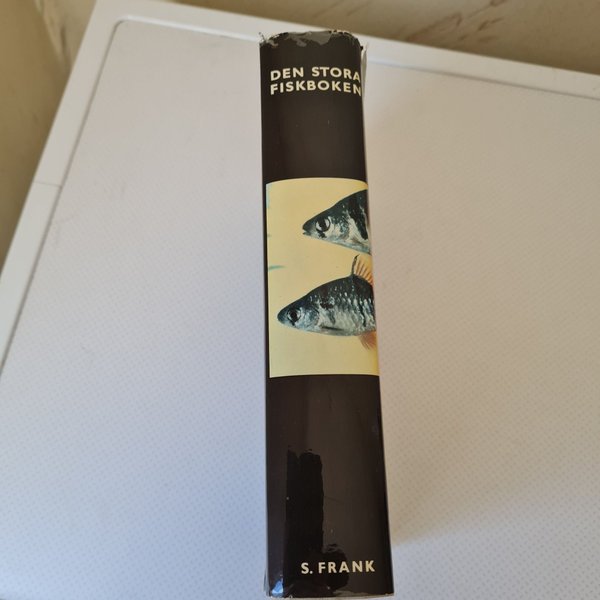 DEN STORA
FISKBOKEN
S. FRANK